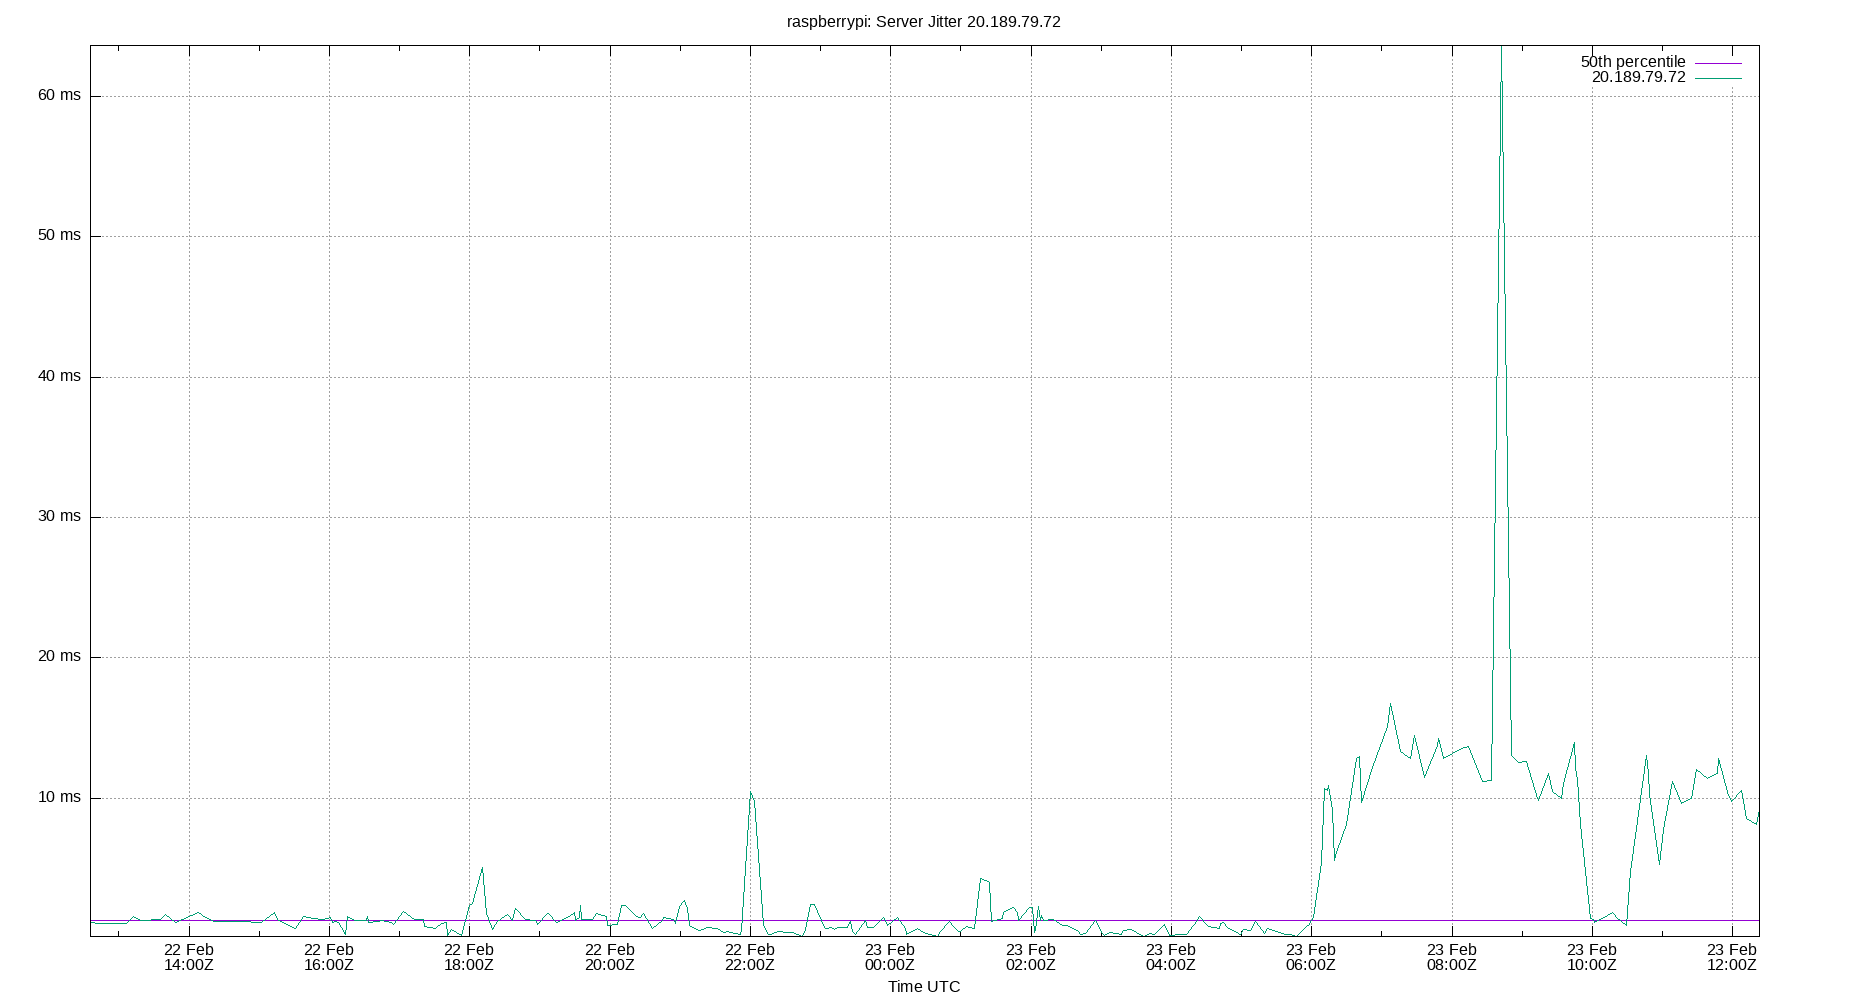 raspberrypi: Server Jitter 20.189.79.72
50th percentile
20.189.79.72
60 ms
50 ms
40 ms
30 ms
20 ms
10 ms
22 Feb 22 Feb 22 Feb 22 Feb 22 Feb 23 Feb 23 Feb 23 Feb 23 Feb 23 Feb 23 Feb 23 Feb
14:00Z 16:00Z 18:00Z 20:00Z 22:00Z 00:00Z 02:00Z 04:00Z 06:00Z 08:00Z 10:00Z 12:00Z
Time UTC